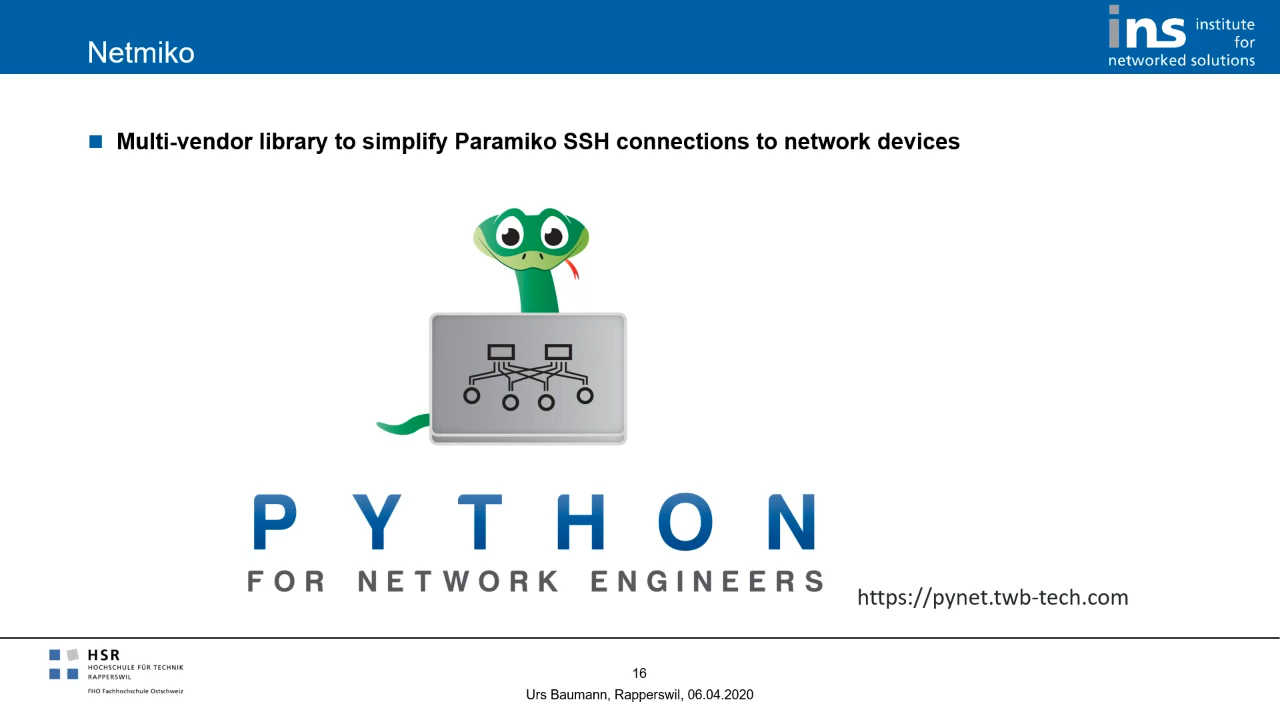 Netmiko
ins institute
for
networked solutions
Multi-vendor library to simplify Paramiko SSH connections to network devices
PYTHON
FOR NETWORK ENGINEERS
https://pynet.twb-tech.com
HSR
HOCHSCHULE FÜR TECHNIK
RAPPERSWIL
FHO Fachhochschule Ostschweiz
16
Urs Baumann, Rapperswil, 06.04.2020